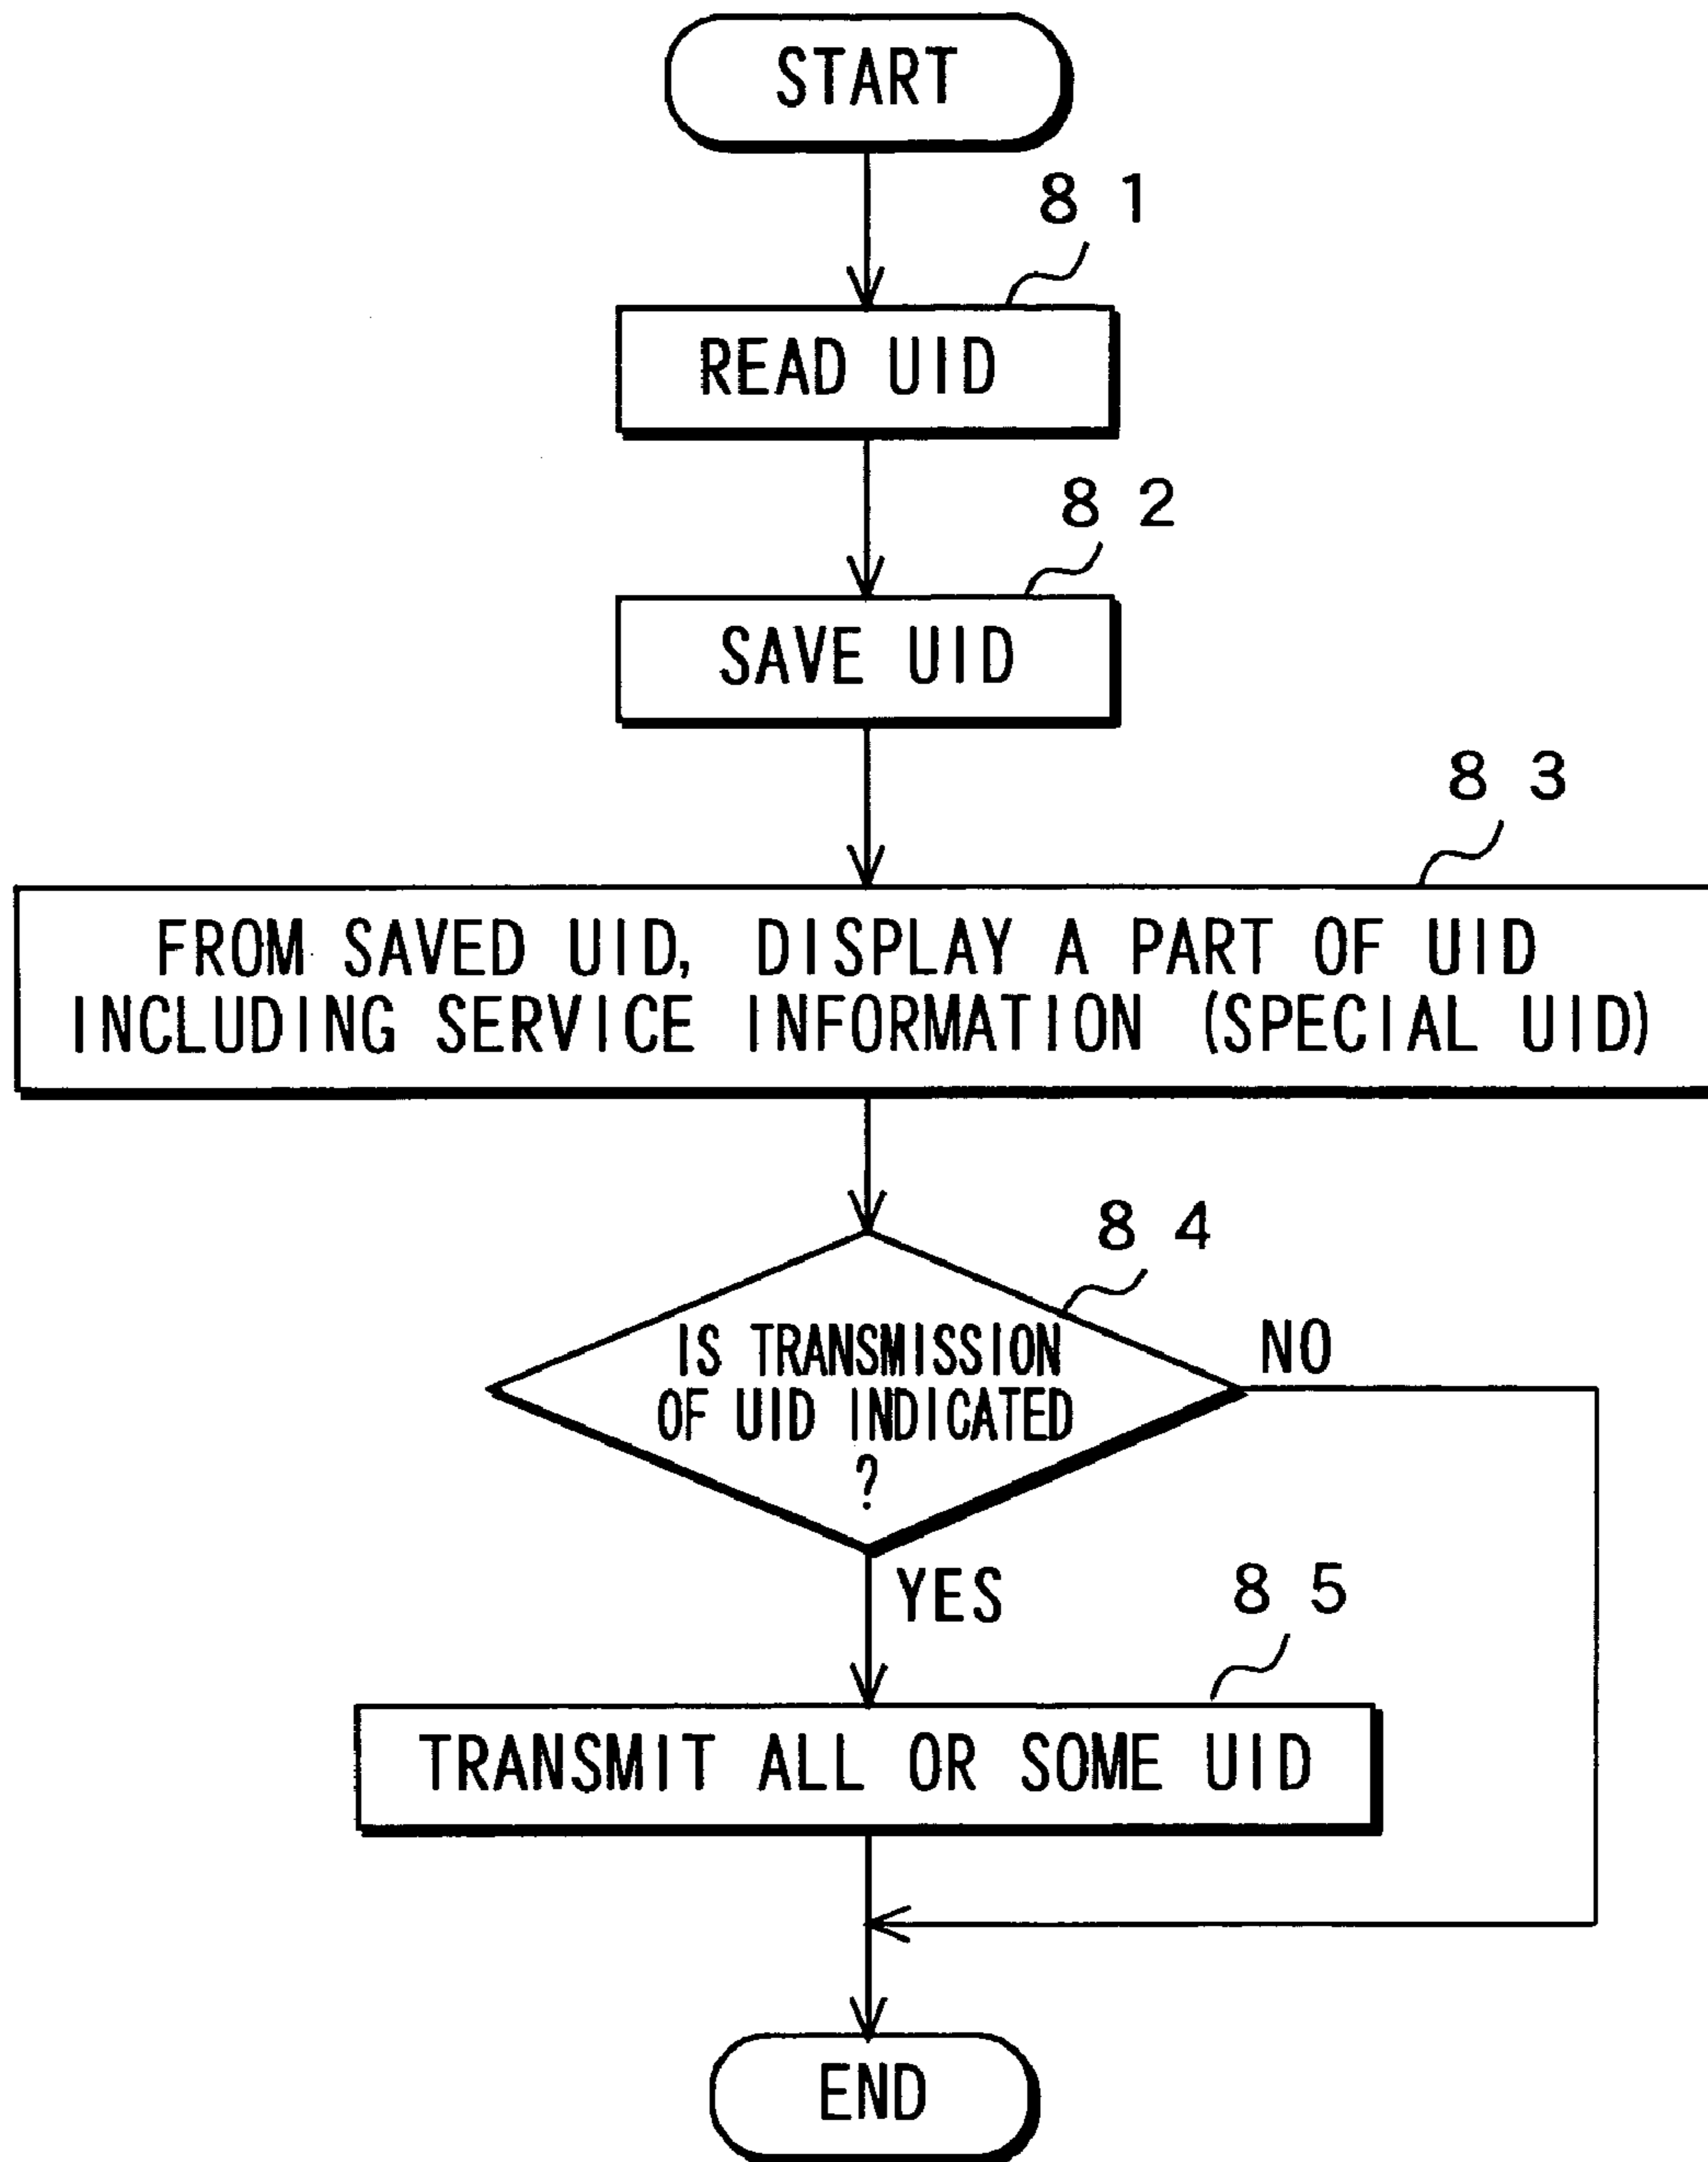 START
8 1
READ UID
8 2
SAVE UID
8 3
FROM SAVED UID, DISPLAY A PART OF UID
INCLUDING SERVICE INFORMATION (SPECIAL UID)
8 4
IS TRANSMISSION
OF UID INDICATED
?
NO
YES
8 5
TRANSMIT ALL OR SOME UID
END